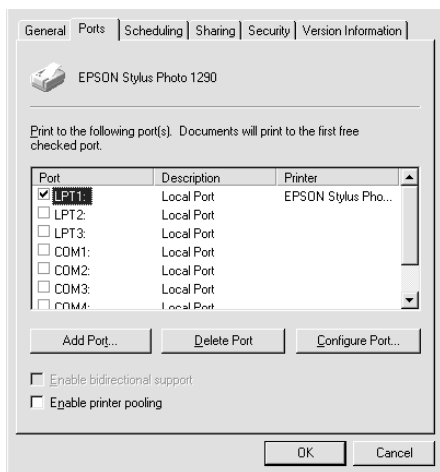 General Ports Scheduling Sharing Security Version Information
EPSON Stylus Photo 1290
Print to the following port(s). Documents will print to the first free
checked port.
Port Description Printer
LPT1: Local Port EPSON Stylus Pho...
LPT2: Local Port
LPT3: Local Port
COM1: Local Port
COM2: Local Port
COM3: Local Port
COM4: Local Port
Add Port... Delete Port Configure Port...
Enable bidirectional support
Enable printer pooling
OK Cancel